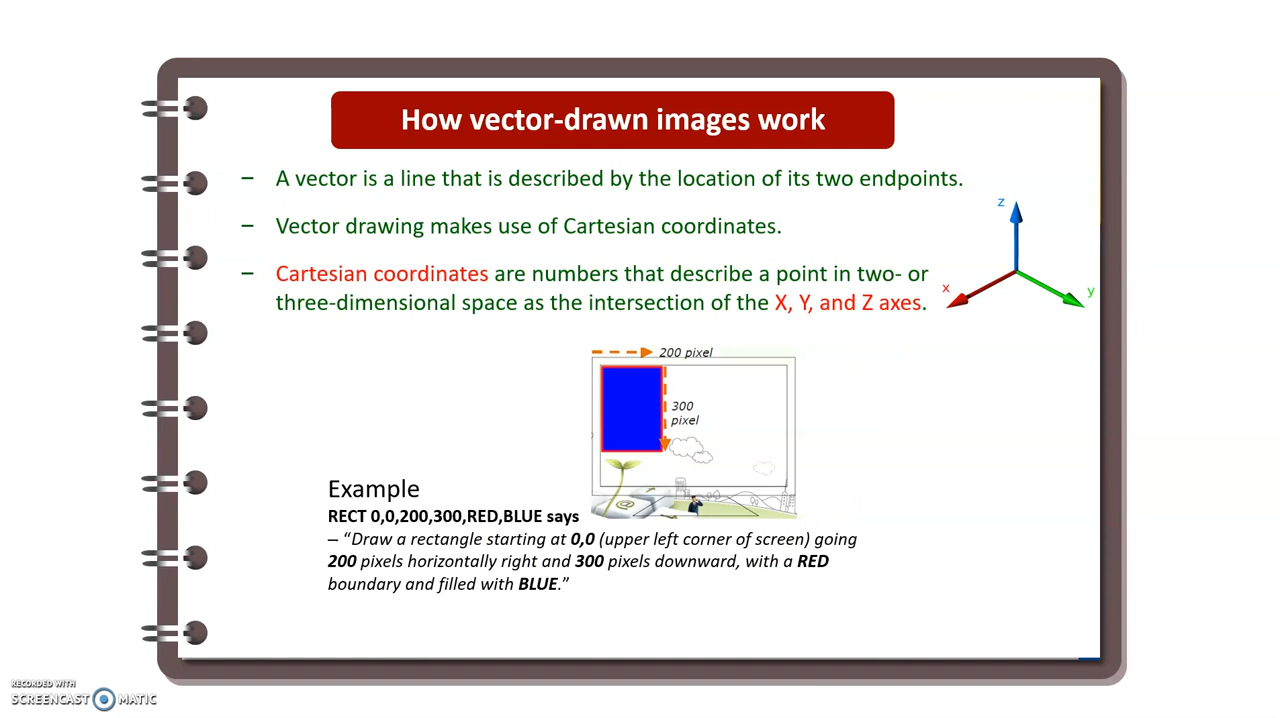 How vector-drawn images work
– A vector is a line that is described by the location of its two endpoints.
– Vector drawing makes use of Cartesian coordinates.
– Cartesian coordinates are numbers that describe a point in two- or
three-dimensional space as the intersection of the X, Y, and Z axes.
z
x
y
200 pixel
300
pixel
@
Example
RECT 0,0,200,300,RED,BLUE says
– “Draw a rectangle starting at 0,0 (upper left corner of screen) going
200 pixels horizontally right and 300 pixels downward, with a RED
boundary and filled with BLUE.”
RECORDED WITH
SCREENCAST MATIC